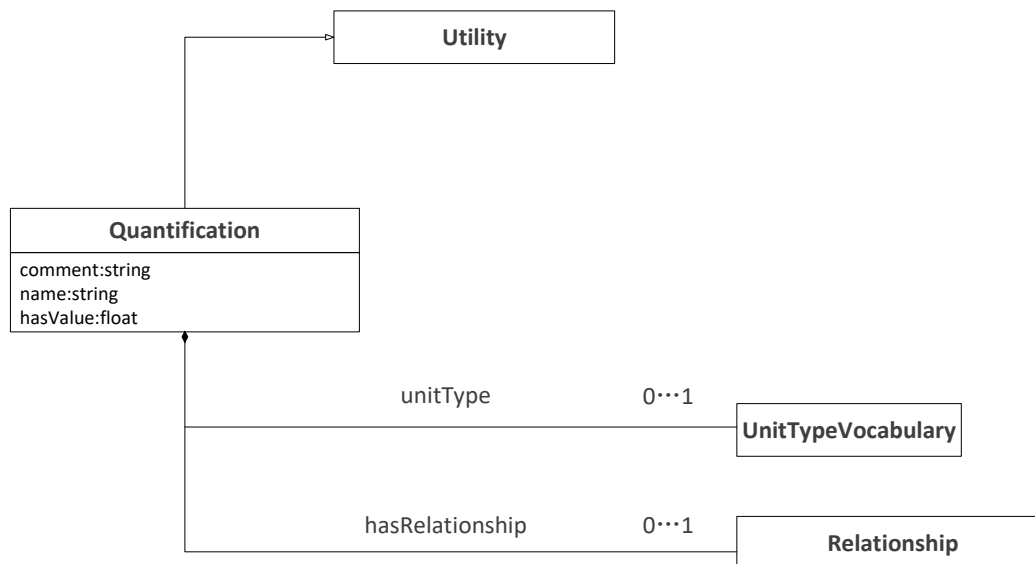 Utility
Quantification
comment:string
name:string
hasValue:float
unitType
0⋯1
UnitTypeVocabulary
hasRelationship
0⋯1
Relationship